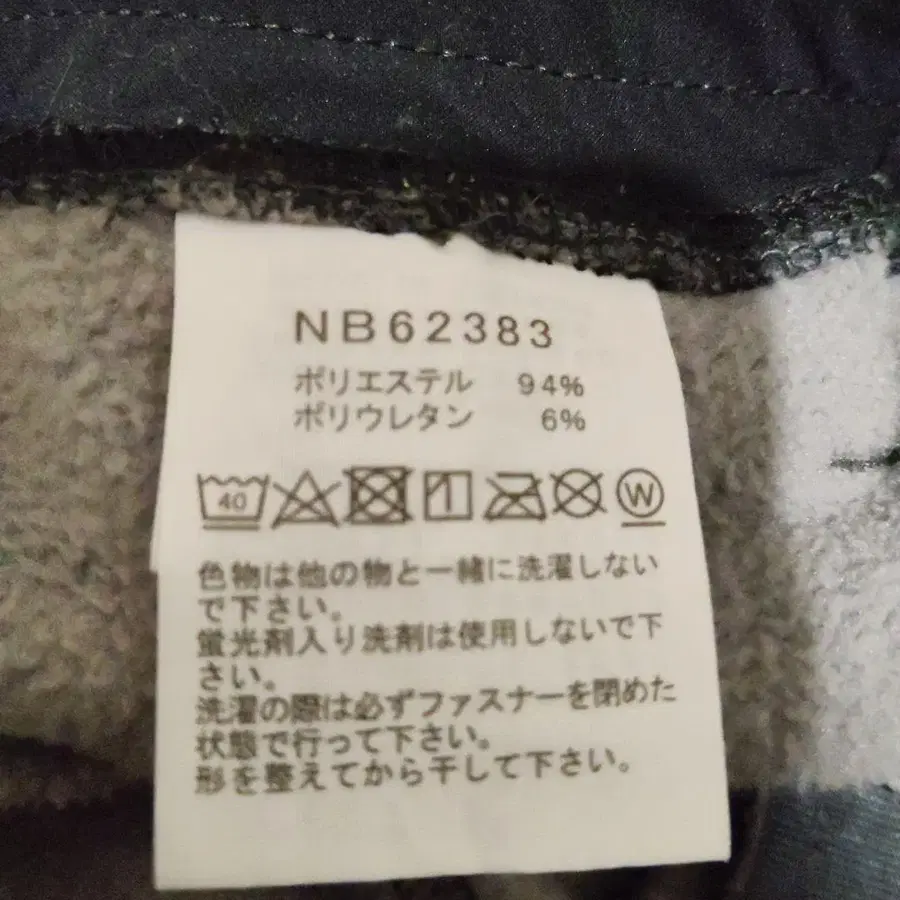 NB62383
ポリエステル 94%
ポリウレタン 6%
40 W
色物は他の物と一緒に洗濯しない
で下さい。
蛍光剤入り洗剤は使用しないで下
さい。
洗濯の際は必ずファスナーを閉めた
状態で行って下さい。
形を整えてから干して下さい。